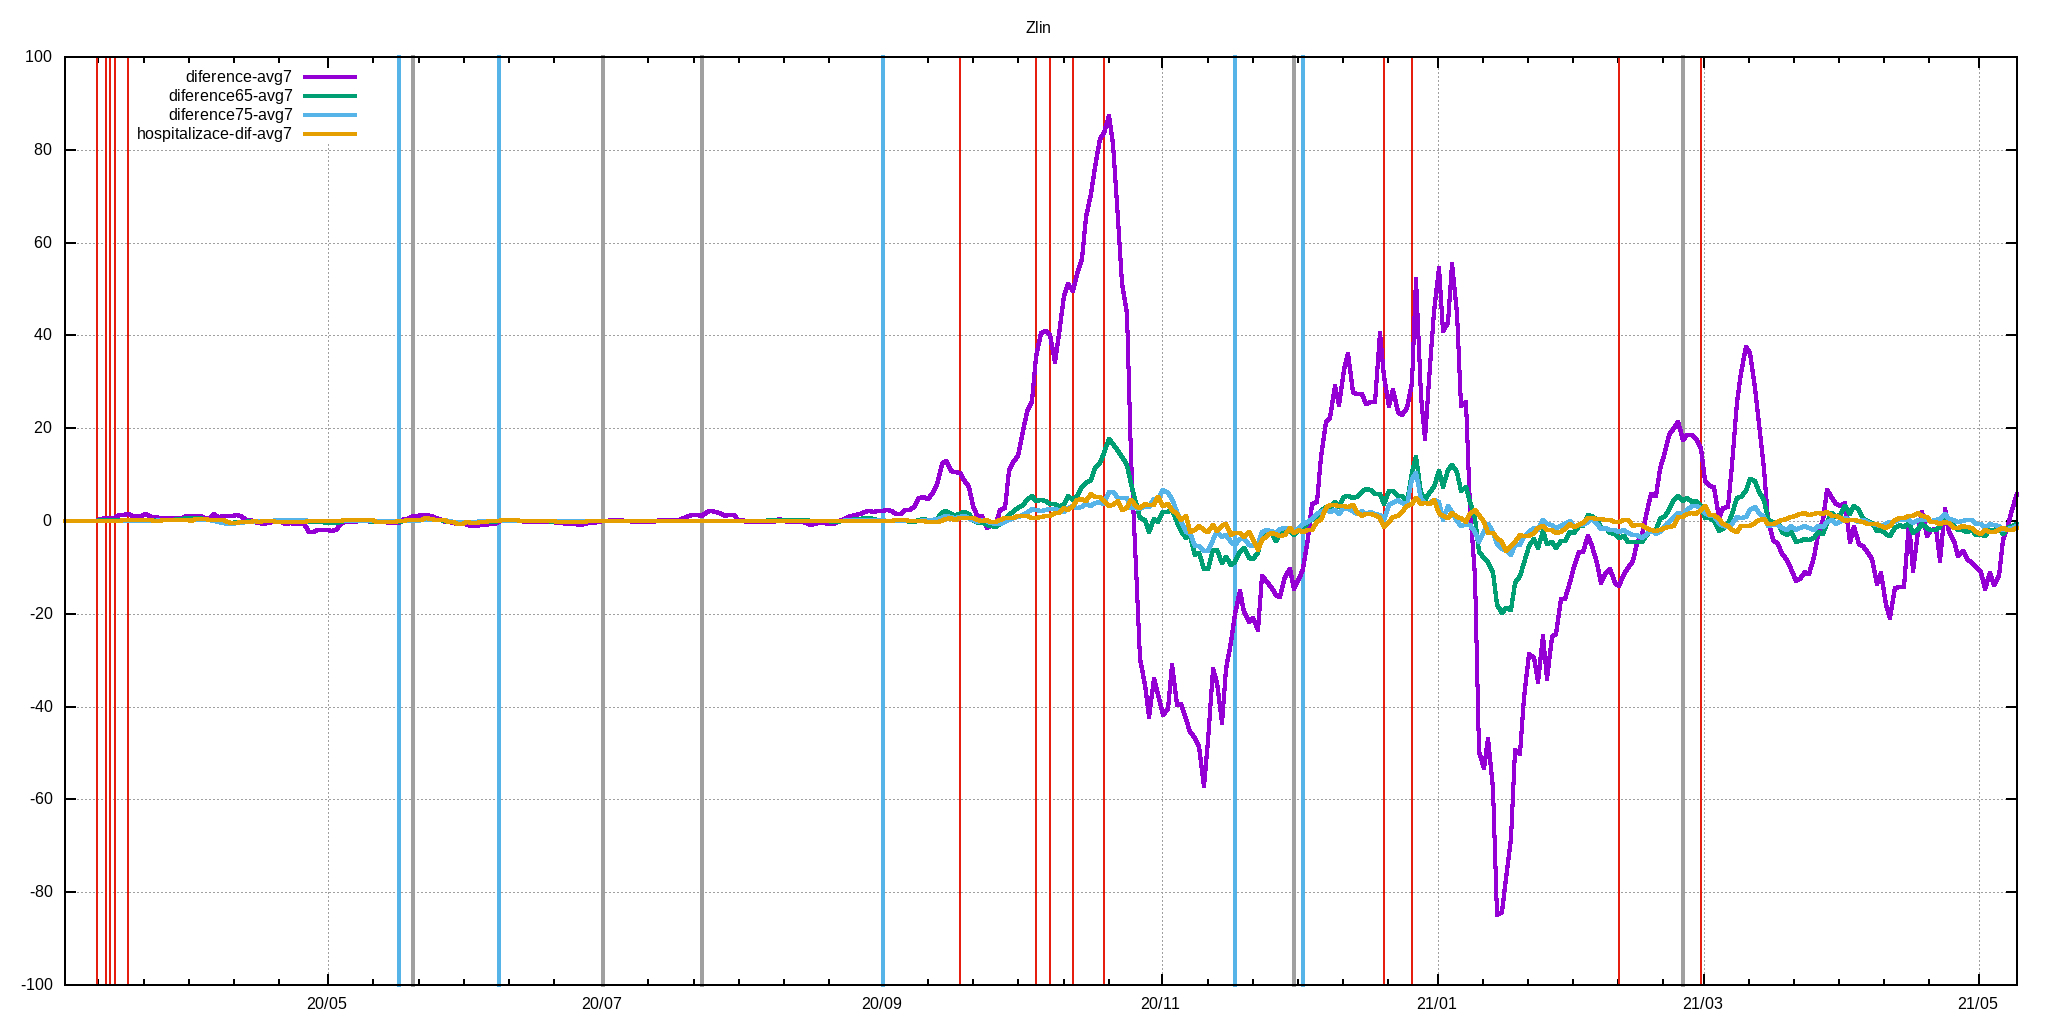 Zlin
100
80
60
40
20
0
-20
-40
-60
-80
-100
diference-avg7
diference65-avg7
diference75-avg7
hospitalizace-dif-avg7
20/05 20/07 20/09 20/11 21/01 21/03 21/05